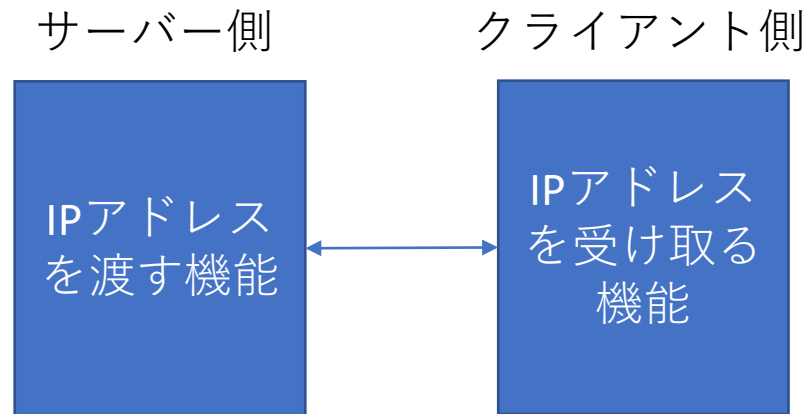 サーバー側
クライアント側
IPアドレス
を渡す機能
IPアドレス
を受け取る
機能